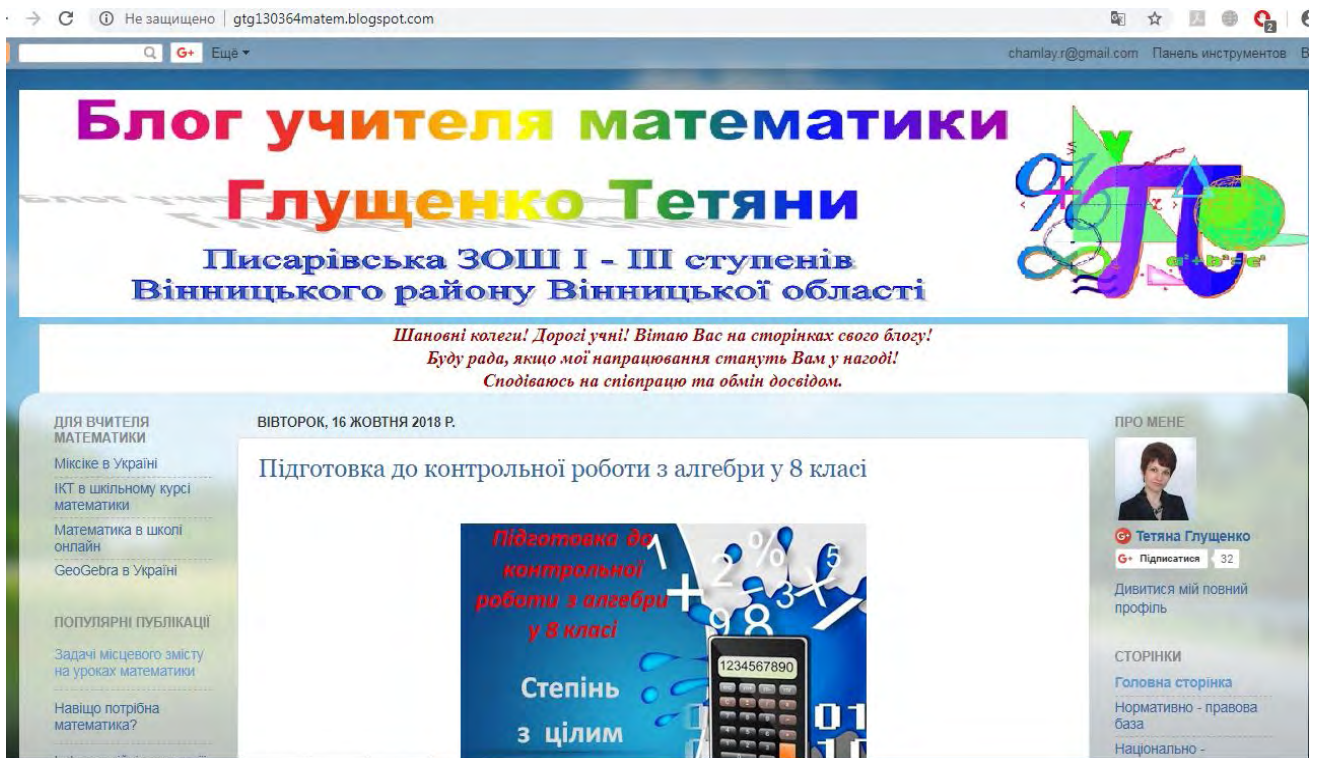 Не защищено
gtg130364matem.blogspot.com
2
G+
Ещё
chamlay.r@gmail.com Панель инструментов
Блог учителя математики
Глущенко Тетяни
Писарівська ЗОШ І - ІІІ ступенів
Вінницького району Вінницької області
Шановні колеги! Дорогі учні! Вітаю Вас на сторінках свого блогу!
Буду рада, якщо мої напрацювання стануть Вам у нагоді!
Сподіваюсь на співпрацю та обмін досвідом.
ДЛЯ ВЧИТЕЛЯ
МАТЕМАТИКИ
Міксіке в Україні
ІКТ в шкільному курсі
математики
Математика в школі
онлайн
GeoGebra в Україні
ПОПУЛЯРНІ ПУБЛІКАЦІЇ
Задачі місцевого змісту
на уроках математики
Навіщо потрібна
математика?
ВІВТОРОК, 16 ЖОВТНЯ 2018 Р.
Підготовка до контрольної роботи з алгебри у 8 класі
Підготовка до
контрольної
роботи з алгебри
у 8 класі
Степінь
з цілим
1234567890
ПРО МЕНЕ
Тетяна Глущенко
G+ Підписатися 32
Дивитися мій повний
профіль
СТОРІНКИ
Головна сторінка
Нормативно - правова
база
Національно -